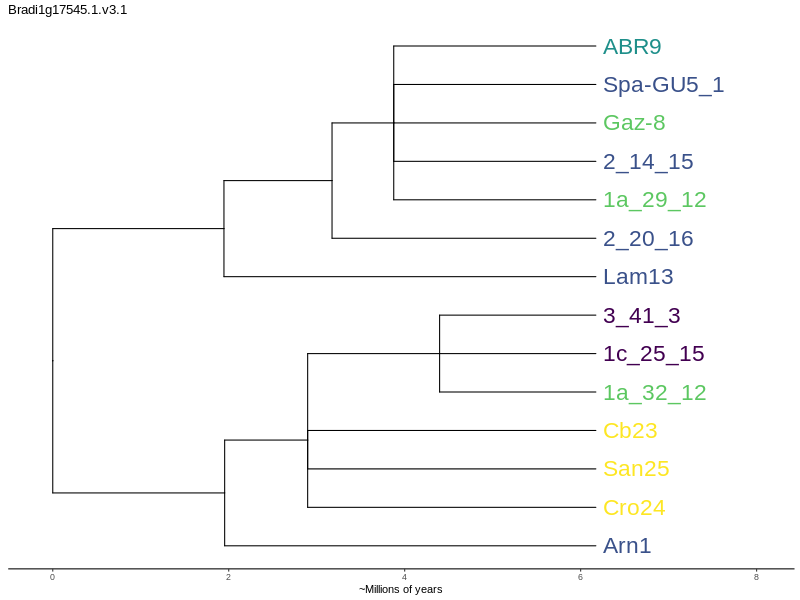 Bradi1g17545.1.v3.1
ABR9
Spa-GU5_1
Gaz-8
2_14_15
1a_29_12
2_20_16
Lam13
3_41_3
1c_25_15
1a_32_12
Cb23
San25
Cro24
Arn1
0 2 4 6 8
~Millions of years